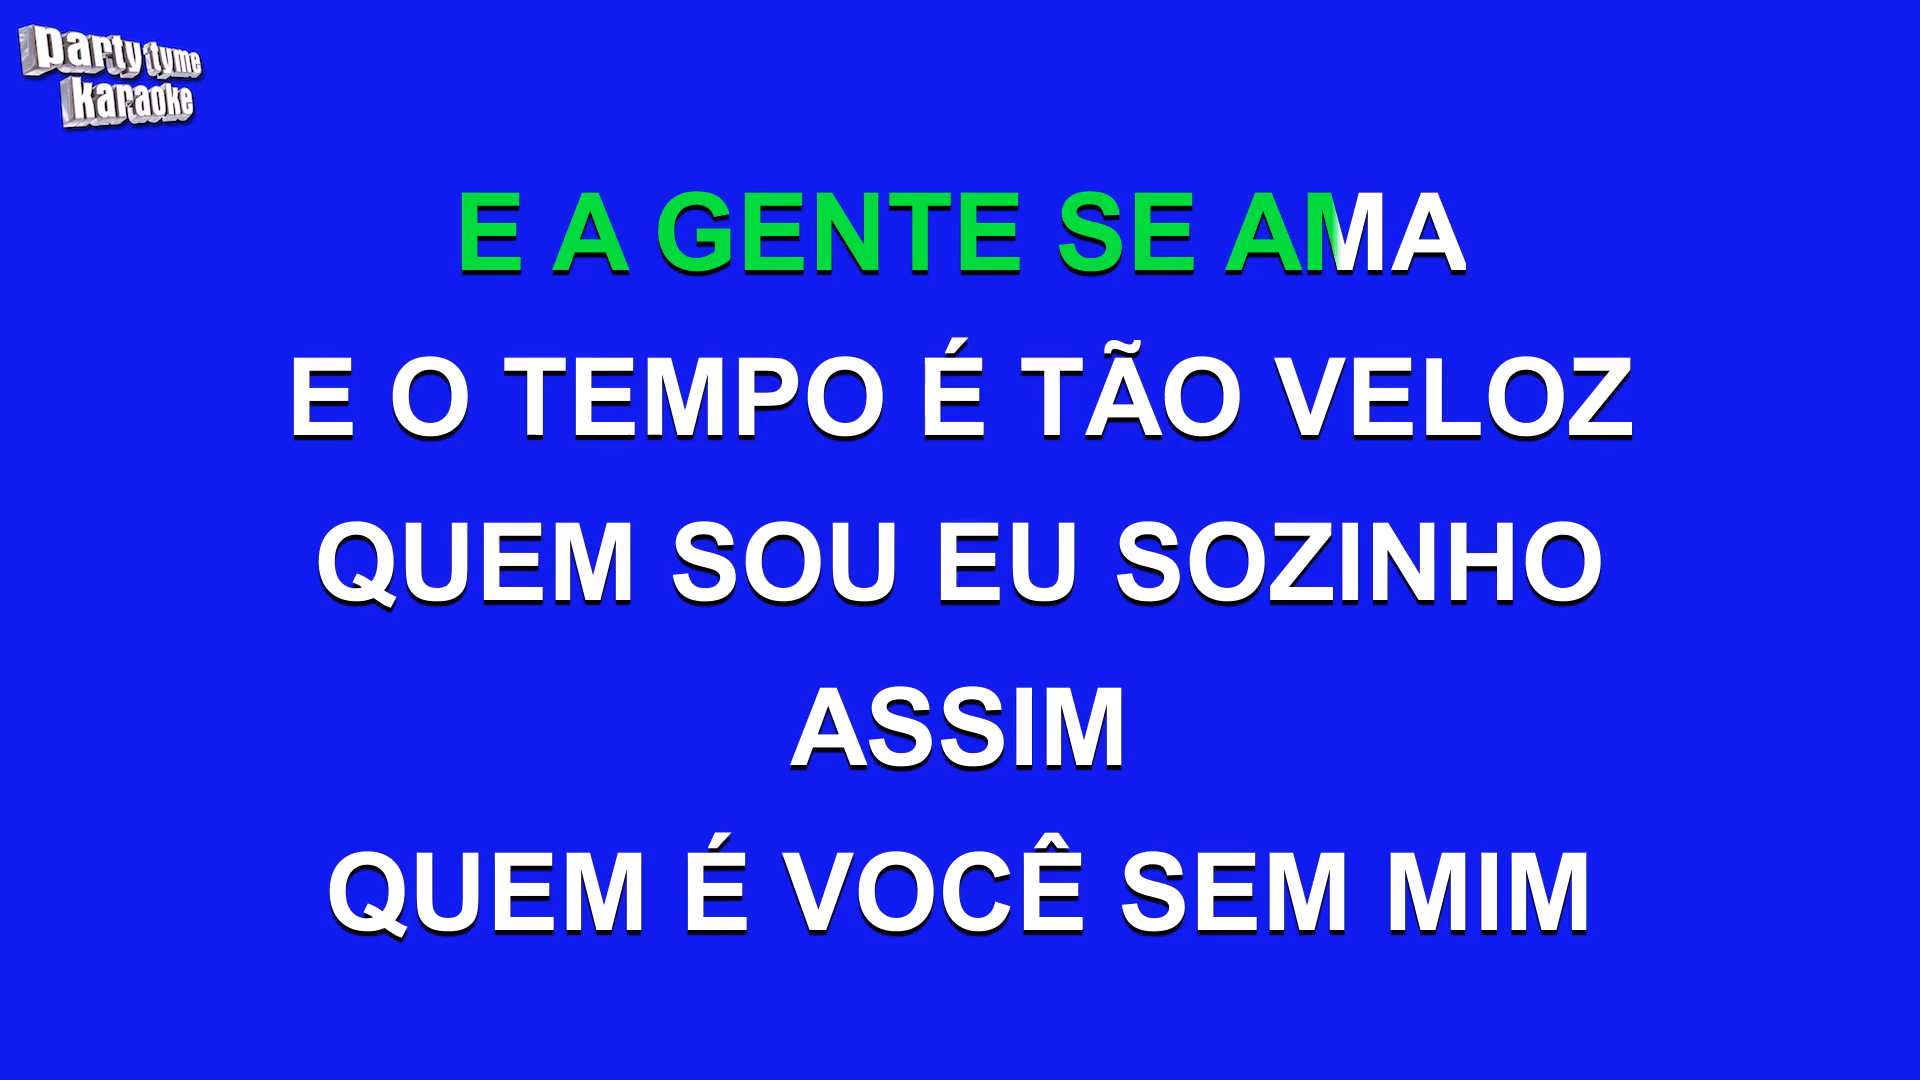 party tyme
karaoke
E A GENTE SE AMA
E O TEMPO É TÃO VELOZ
QUEM SOU EU SOZINHO
ASSIM
QUEM É VOCÊ SEM MIM